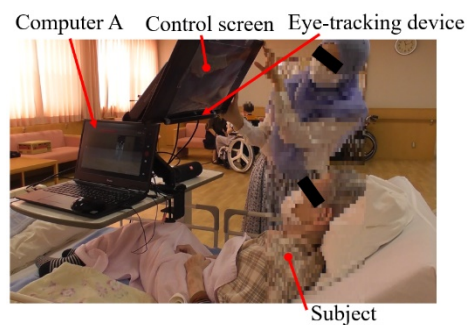 Computer A
Control screen
Eye-tracking device
Subject